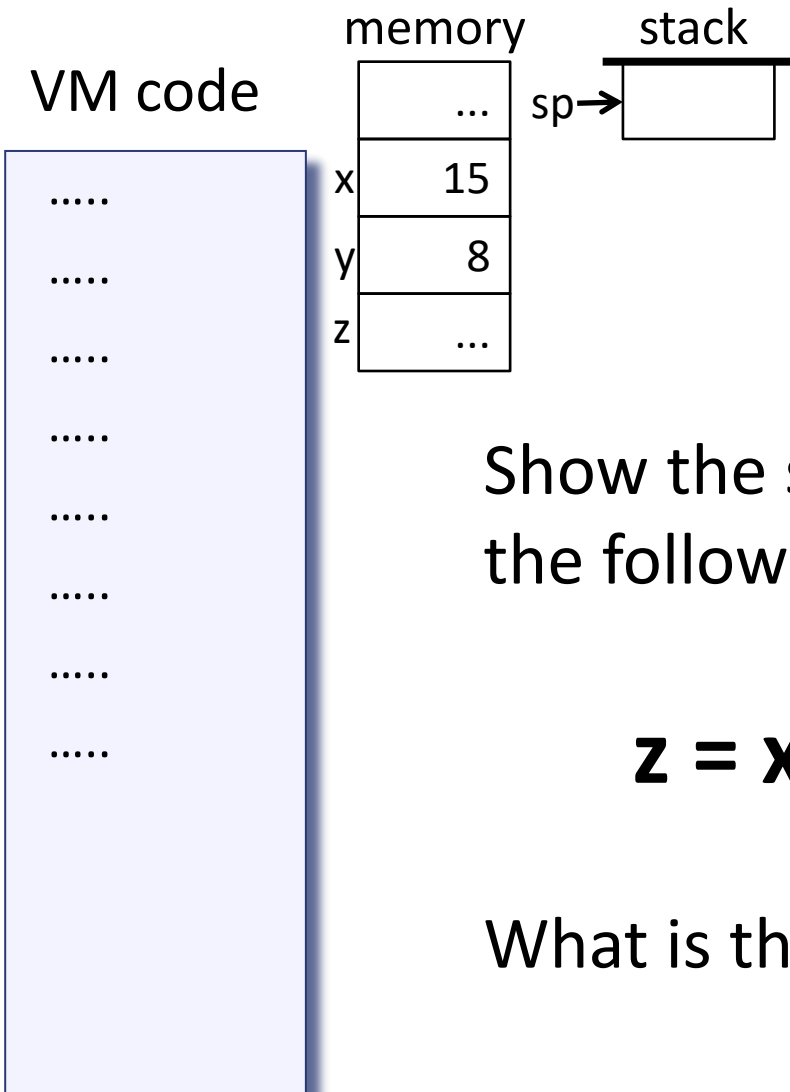 memory
stack
VM code
...
sp
x 15
y 8
z ...
.....
.....
.....
.....
.....
.....
.....
.....
Show the
the follow
z = x
What is th